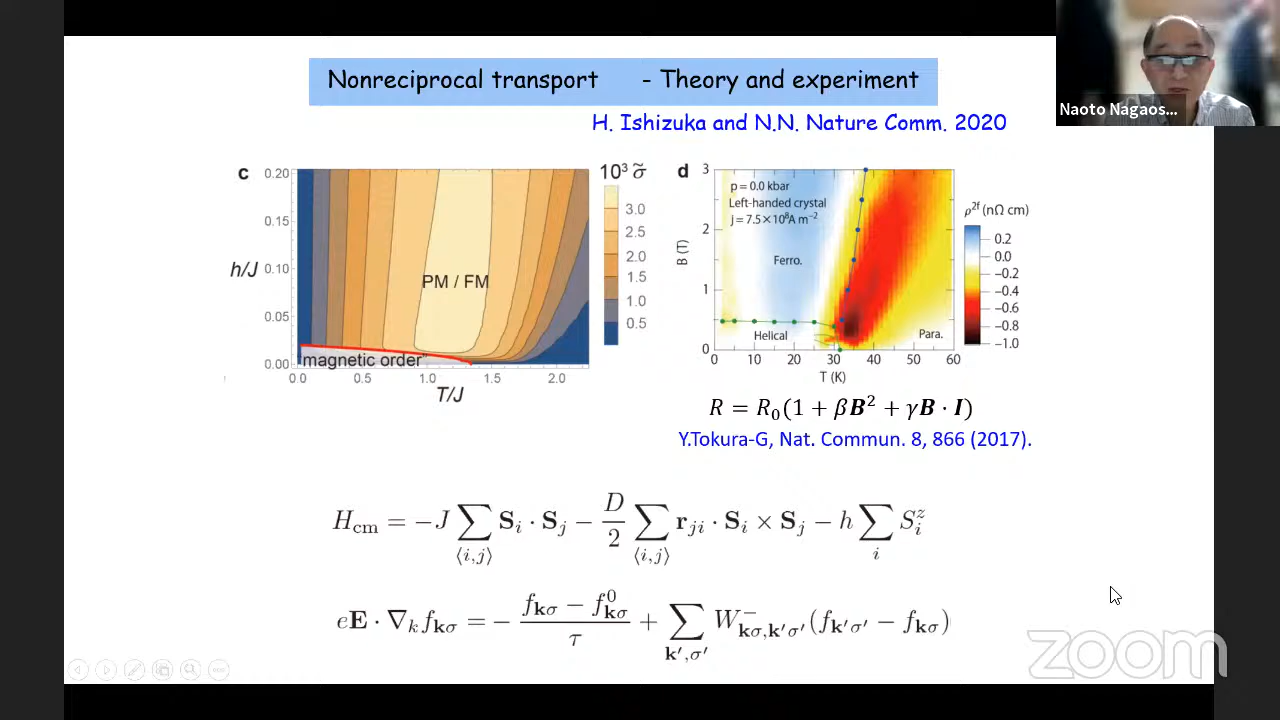 Nonreciprocal transport - Theory and experiment
Naoto Nagaos...
H. Ishizuka and N.N. Nature Comm. 2020
c
0.20
0.15
0.10
0.05
0.00
h/J
PM / FM
"magnetic order"
0.0 0.5 1.0 1.5 2.0
T/J
10³ σ̃
3.0
2.5
2.0
1.5
1.0
0.5
d
3
2
1
0
B (T)
p = 0.0 kbar
Left-handed crystal
j = 7.5×10⁸A m⁻²
Ferro.
Helical
Para.
0 10 20 30 40 50 60
T (K)
ρ²ᶠ (nΩ cm)
0.2
0.0
−0.2
−0.4
−0.6
−0.8
−1.0
R = R₀(1 + βB² + γB · I)
Y.Tokura-G, Nat. Commun. 8, 866 (2017).
H_cm = −J ∑_⟨i,j⟩ S_i · S_j − D/2 ∑_⟨i,j⟩ r_ji · S_i × S_j − h ∑_i S_i^z
eE · ∇_k f_kσ = − (f_kσ − f⁰_kσ)/τ + ∑_k′,σ′ W⁻_kσ,k′σ′ (f_k′σ′ − f_kσ)
zoom